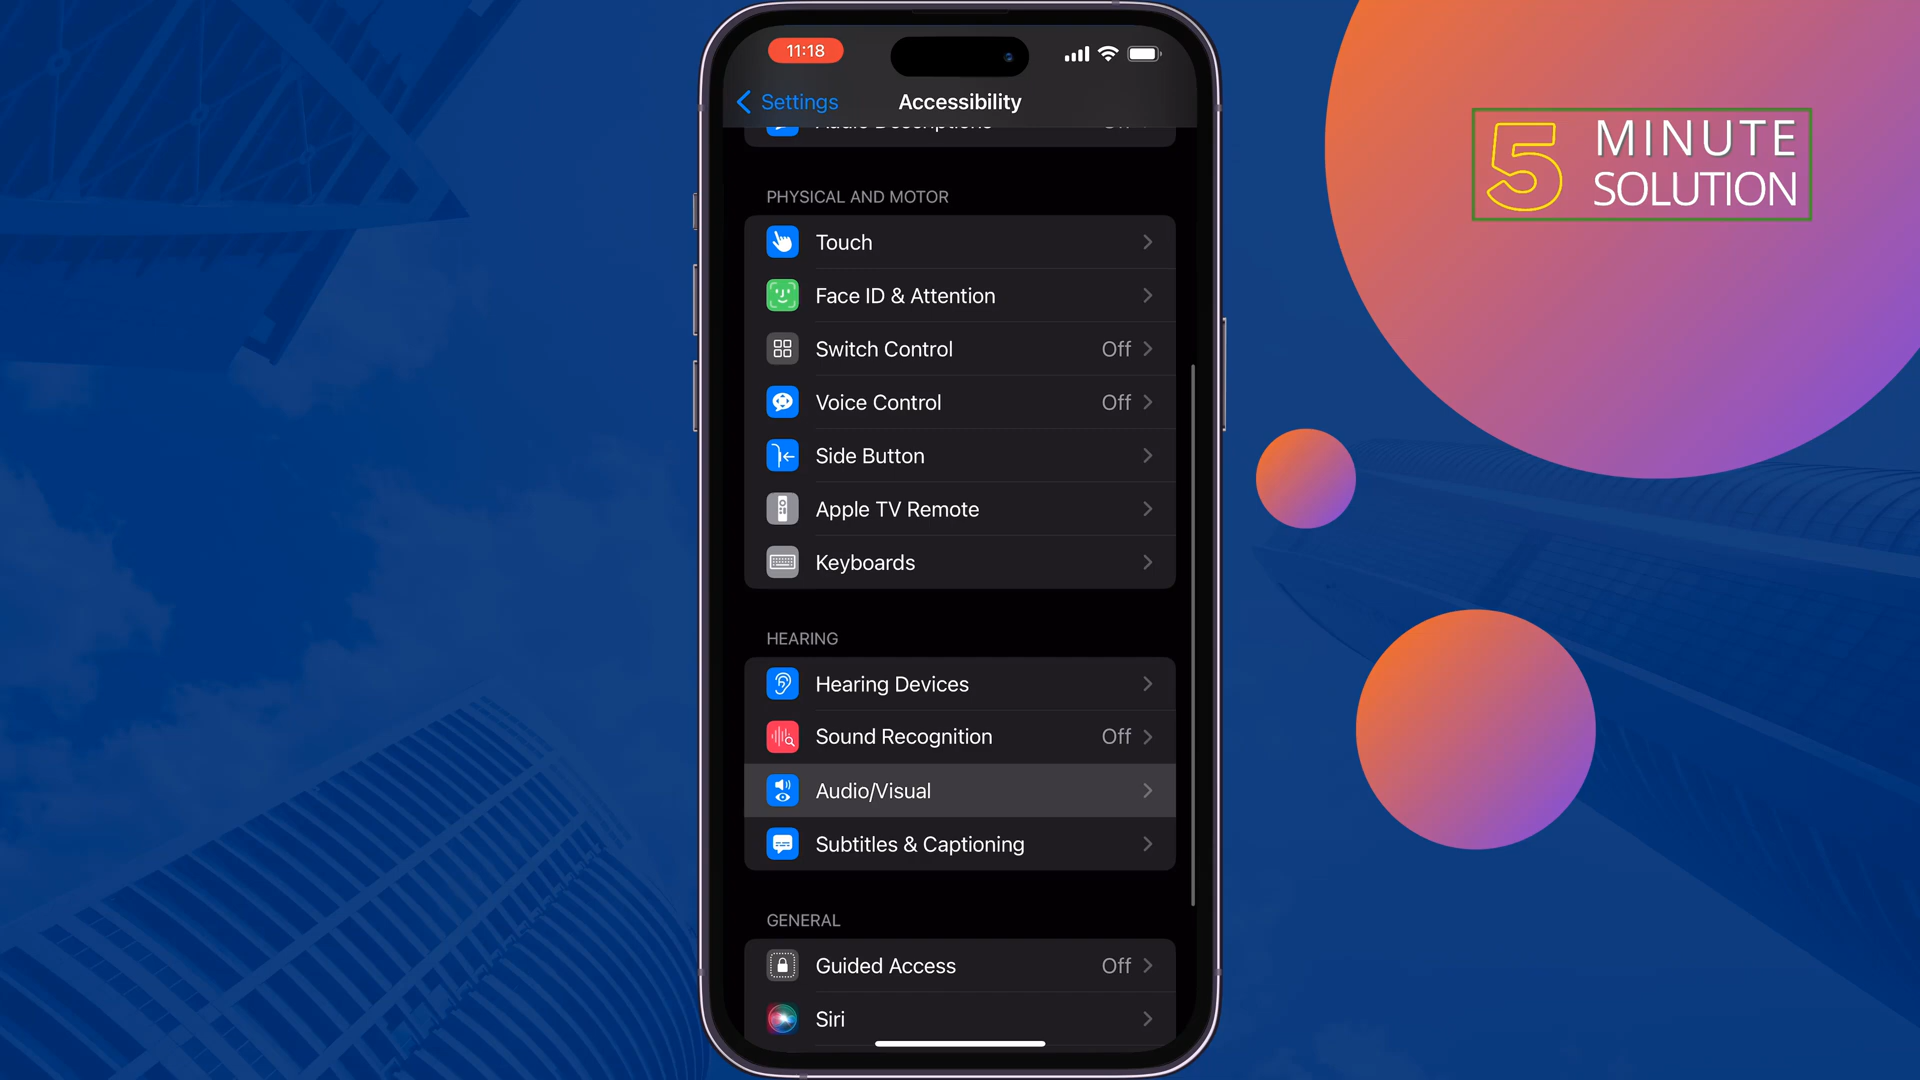 11:18
Settings
Accessibility
Audio Descriptions
PHYSICAL AND MOTOR
Touch
Face ID & Attention
Switch Control Off
Voice Control Off
Side Button
Apple TV Remote
Keyboards
HEARING
Hearing Devices
Sound Recognition Off
Audio/Visual
Subtitles & Captioning
GENERAL
Guided Access Off
Siri
5 MINUTE
SOLUTION